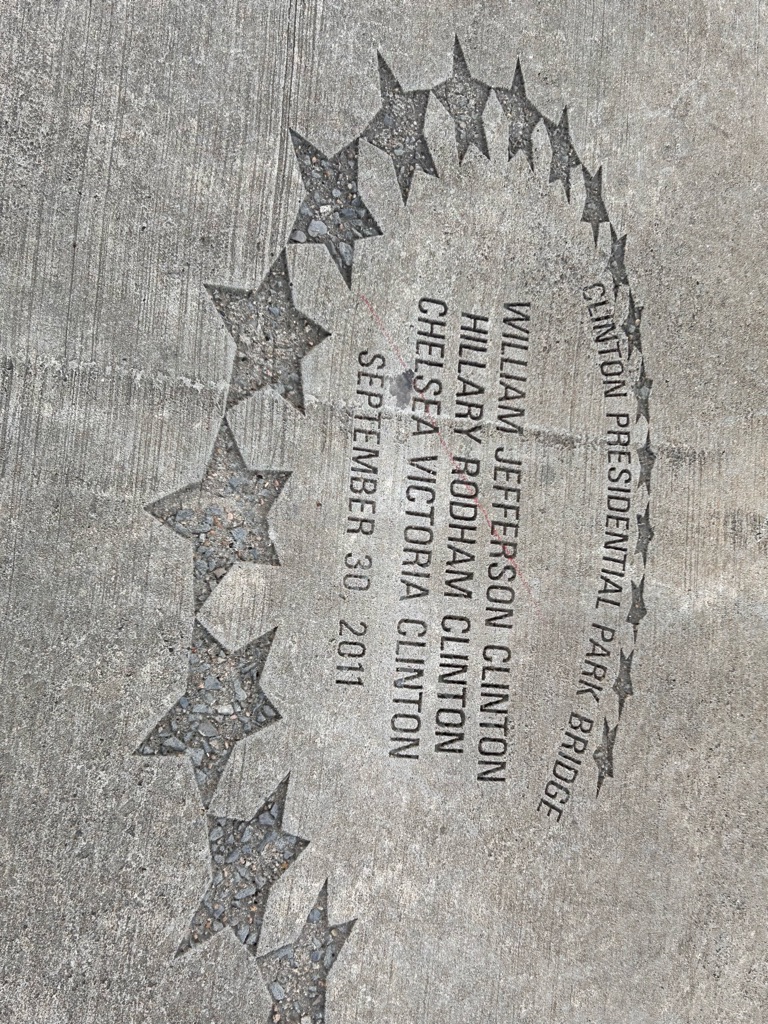 CLINTON PRESIDENTIAL PARK BRIDGE
WILLIAM JEFFERSON CLINTON
HILLARY RODHAM CLINTON
CHELSEA VICTORIA CLINTON
SEPTEMBER 30, 2011